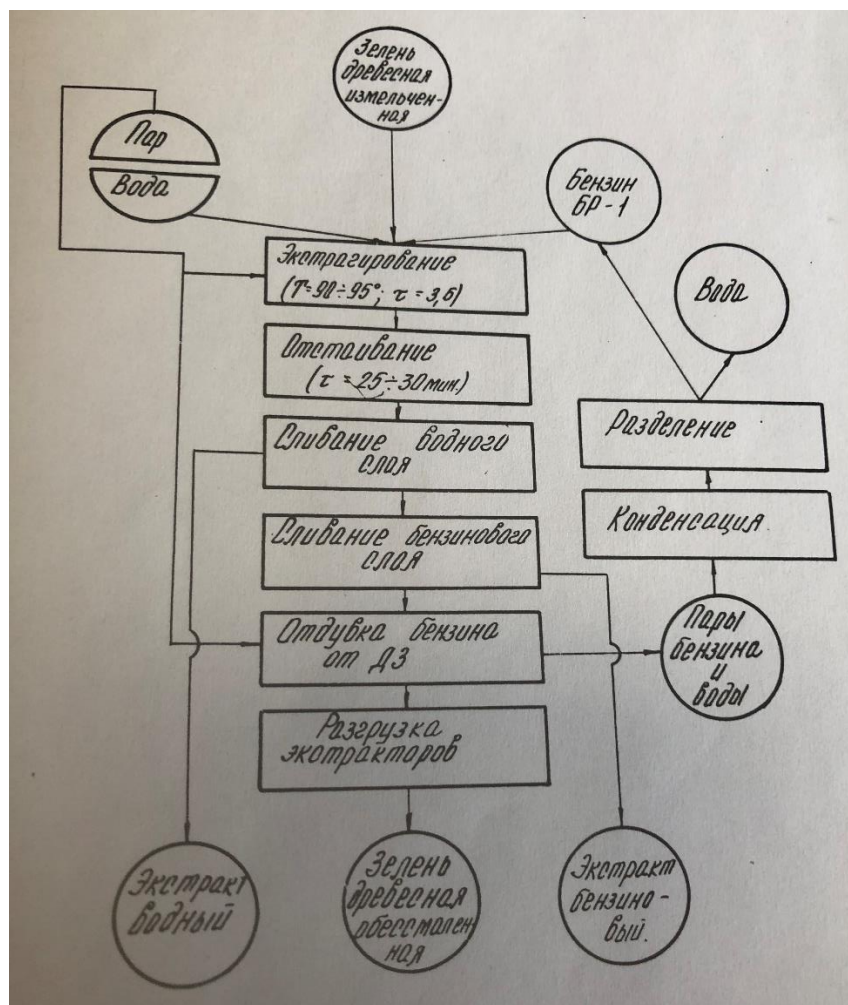 Зелень
древесная
измельчен-
ная
Пар
Вода
Бензин
БР-1
Экстрагирование
(Т=90÷95°; τ = 3,5)
Вода
Отстаивание
(τ = 25÷30 мин.)
Сливание водного
слоя
Разделение
Сливание бензинового
слоя
Конденсация.
Отдувка бензина
от ДЗ
Пары
бензина
и
воды
Разгрузка
экстракторов
Экстракт
водный
Зелень
древесная
обессмолен-
ная
Экстракт
бензино-
вый.